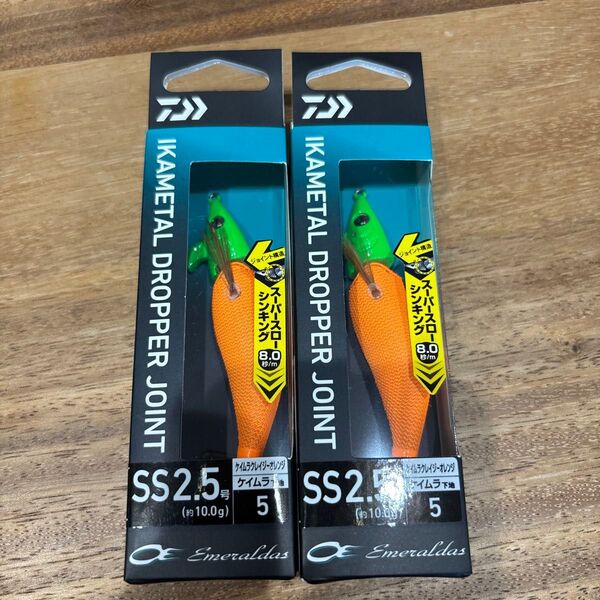 IKAMETAL DROPPER JOINT
ジョイント構造
スーパースロー
シンキング
8.0
秒/m
SS2.5号
(約10.0g)
ケイムラクレイジーオレンジ
ケイムラ
5
Emeraldas
IKAMETAL DROPPER JOINT
ジョイント構造
スーパースロー
シンキング
8.0
秒/m
SS2.5
(約10.0g)
ケイムラクレイジーオレンジ
ケイムラ下地
5
Emeraldas